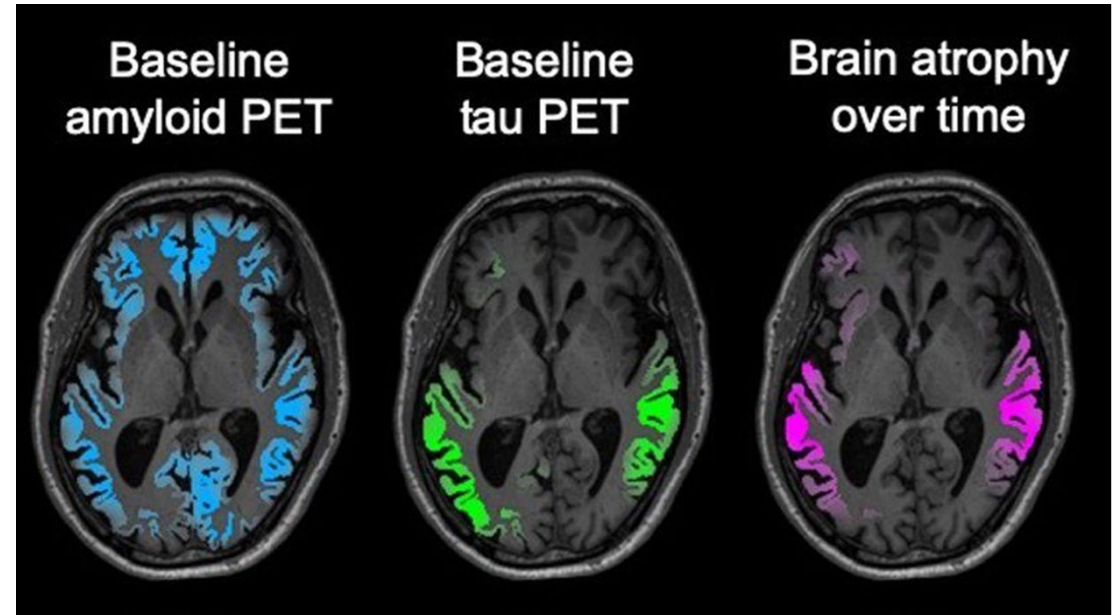 Baseline
amyloid PET
Baseline
tau PET
Brain atrophy
over time